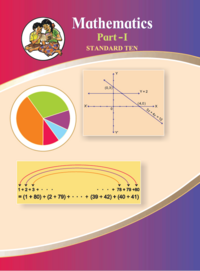 Mathematics
Part - I
STANDARD TEN
Y
X
Y'
1 + 2 + 3 + · · · · + 78 + 79 +80
= (1 + 80) + (2 + 79) + · · · · + (39 + 42) + (40 + 41)